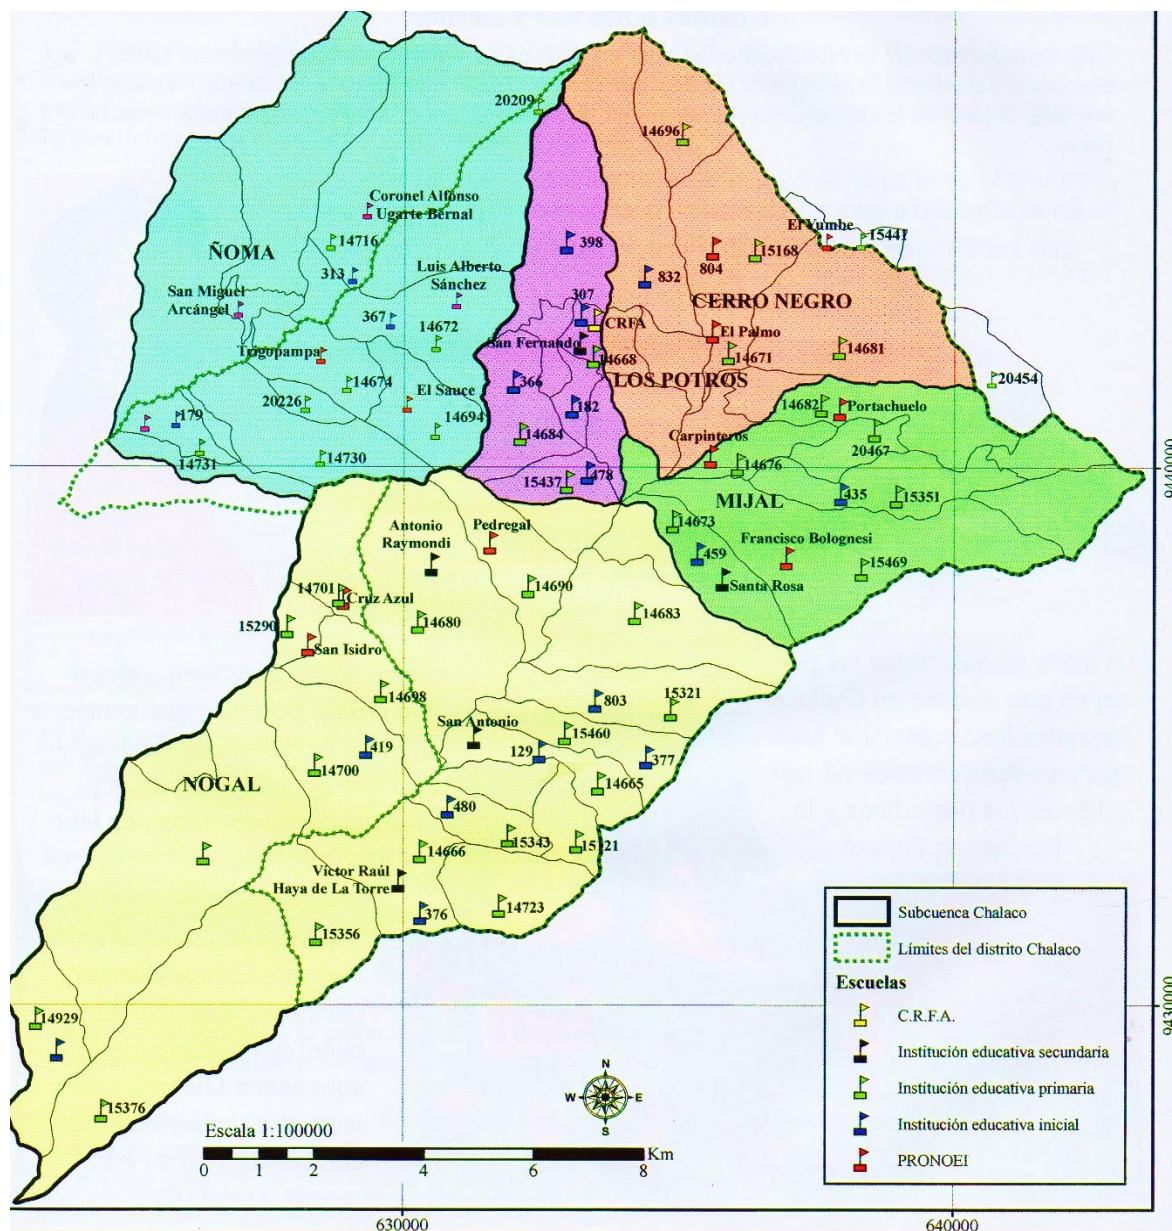 20209
14696
Coronel Alfonso
Ugarte Bernal
14716
ÑOMA
398
El Yumbe
15441
804
15168
313
Luis Alberto
Sánchez
832
San Miguel
Arcángel
307
CERRO NEGRO
367
CRFA
14672
San Fernando
El Palmo
Trigopampa
14668
14671
14681
14674
El Sauce
366
LOS POTROS
20454
20226
182
14682
Portachuelo
179
14694
14684
Carpinteros
20467
14731
14730
14676
15437
478
MIJAL
435
15351
9440000
Antonio
Raymondi
Pedregal
14673
Francisco Bolognesi
459
15469
Santa Rosa
14701
Cruz Azul
14690
14683
15290
14680
San Isidro
14698
803
15321
San Antonio
15460
419
129
377
14700
14665
NOGAL
480
15343
15121
14666
Víctor Raúl
Haya de La Torre
376
14723
15356
14929
15376
9430000
Subcuenca Chalaco
Límites del distrito Chalaco
Escuelas
C.R.F.A.
Institución educativa secundaria
Institución educativa primaria
Institución educativa inicial
PRONOEI
N
W E
S
Escala 1:100000
0 1 2 4 6 8 Km
630000
640000